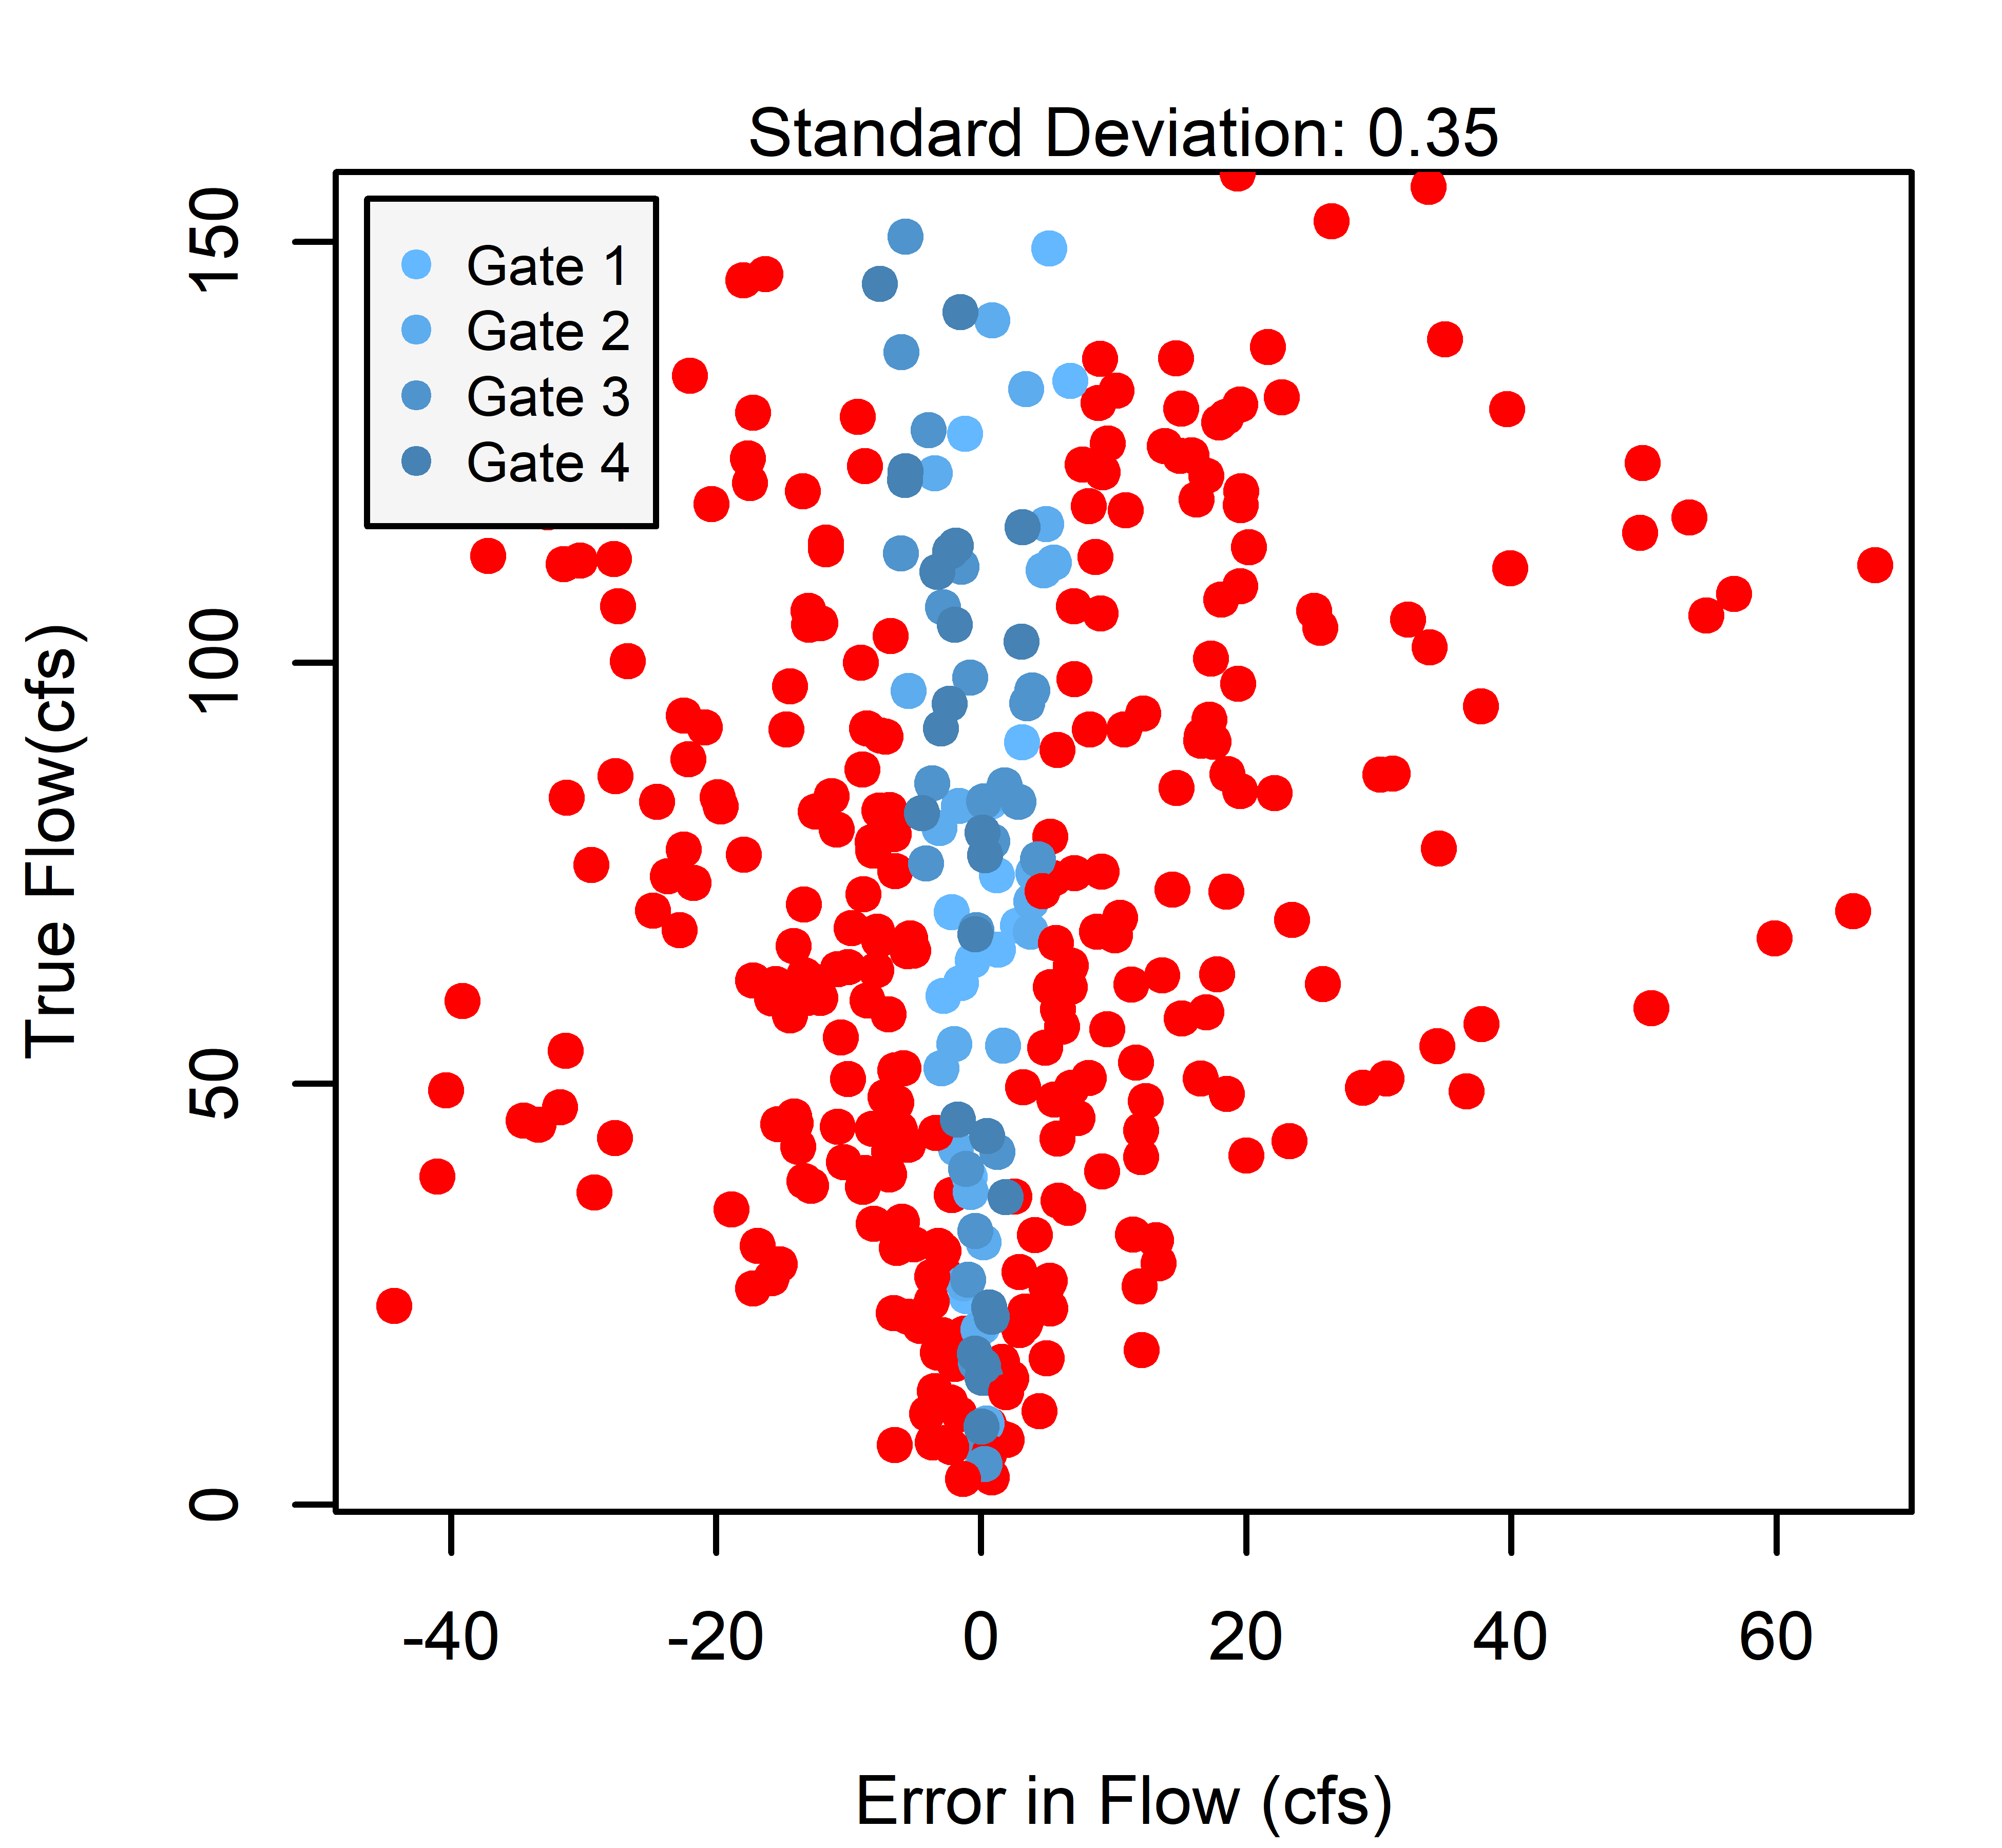 Standard Deviation: 0.35
Gate 1
Gate 2
Gate 3
Gate 4
True Flow(cfs)
150
100
50
0
-40 -20 0 20 40 60
Error in Flow (cfs)